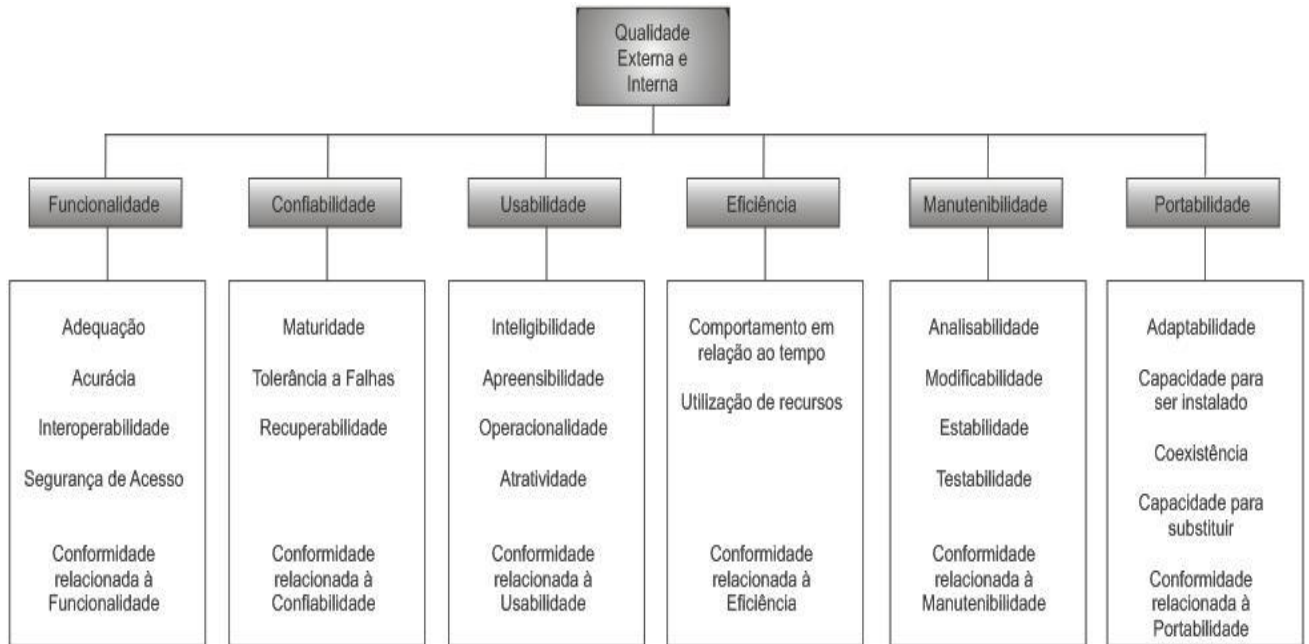 Qualidade
Externa e
Interna
Funcionalidade
Confiabilidade
Usabilidade
Eficiência
Manutenibilidade
Portabilidade
Adequação
Acurácia
Interoperabilidade
Segurança de Acesso
Conformidade
relacionada à
Funcionalidade
Maturidade
Tolerância a Falhas
Recuperabilidade
Conformidade
relacionada à
Confiabilidade
Inteligibilidade
Apreensibilidade
Operacionalidade
Atratividade
Conformidade
relacionada à
Usabilidade
Comportamento em
relação ao tempo
Utilização de recursos
Conformidade
relacionada à
Eficiência
Analisabilidade
Modificabilidade
Estabilidade
Testabilidade
Conformidade
relacionada à
Manutenibilidade
Adaptabilidade
Capacidade para
ser instalado
Coexistência
Capacidade para
substituir
Conformidade
relacionada à
Portabilidade